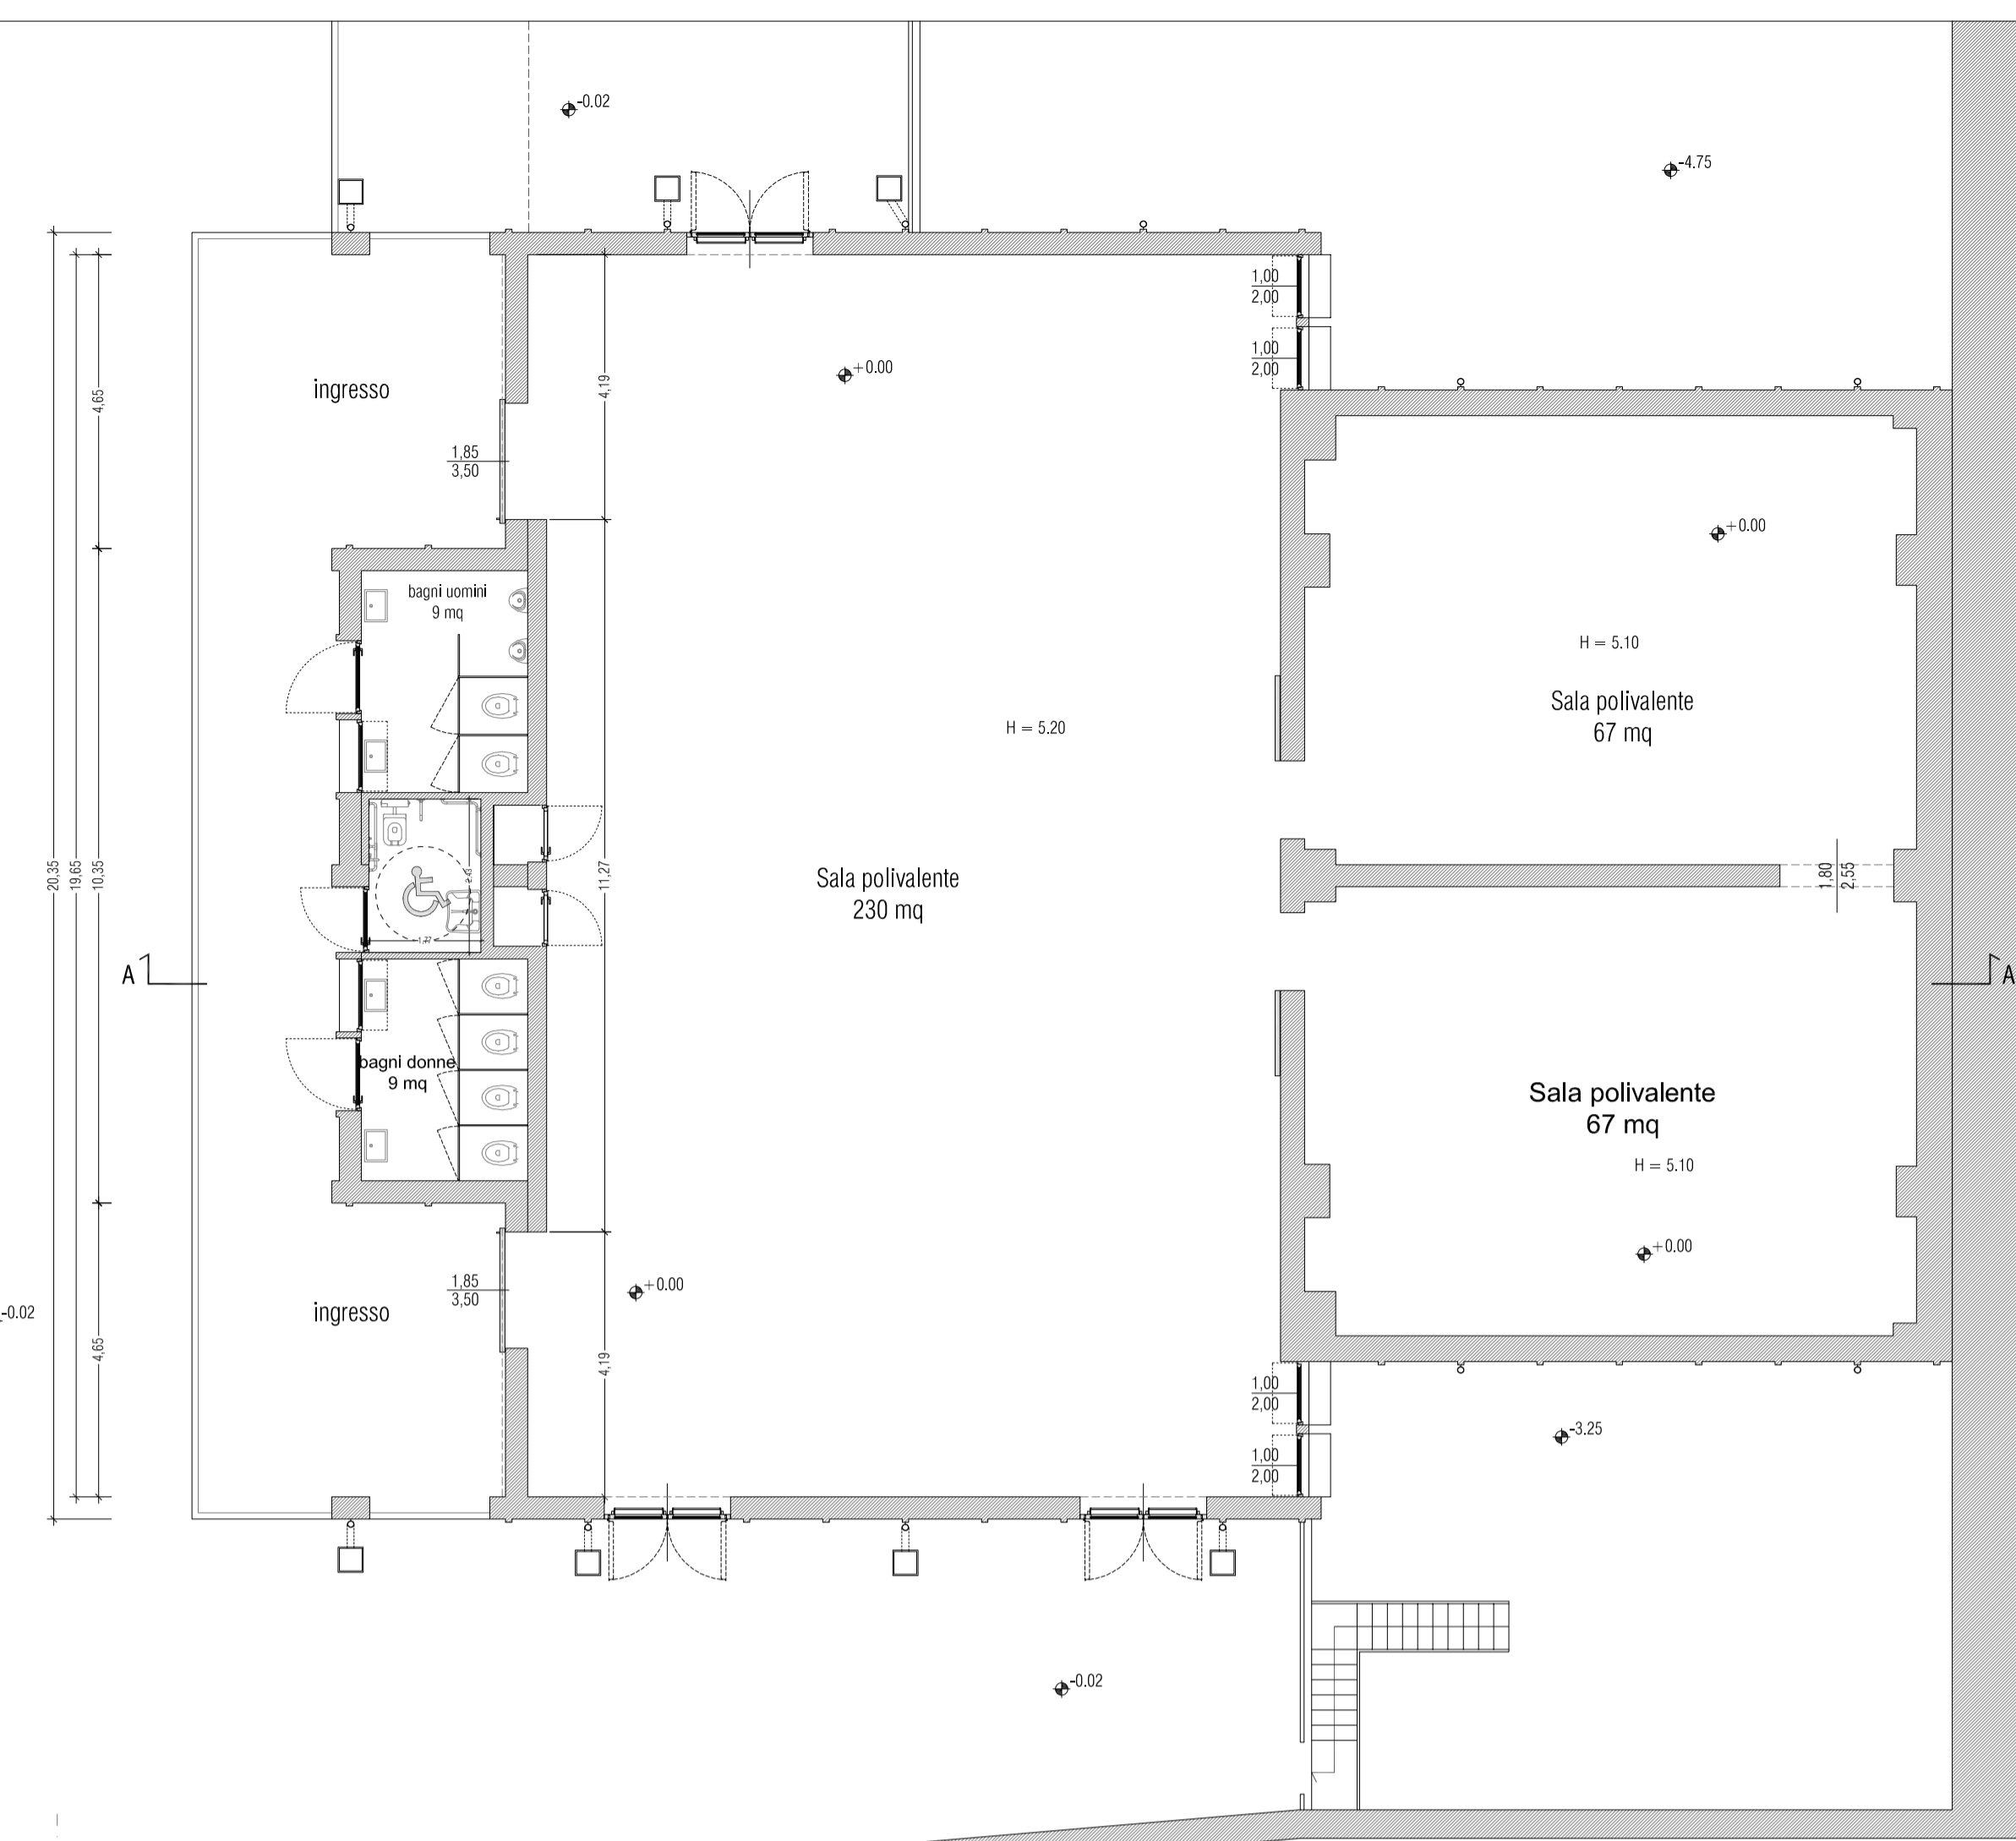 -0.02
-4.75
1,00
2,00
1,00
2,00
+0.00
ingresso
4,65
4,19
1,85
3,50
+0.00
bagni uomini
9 mq
H = 5.10
Sala polivalente
67 mq
H = 5.20
20,35
19,65
10,35
11,27
Sala polivalente
230 mq
1,80
2,55
2,43
1,77
A
A
bagni donne
9 mq
Sala polivalente
67 mq
H = 5.10
+0.00
+0.00
1,85
3,50
ingresso
-0.02
4,65
4,19
1,00
2,00
1,00
2,00
-3.25
-0.02